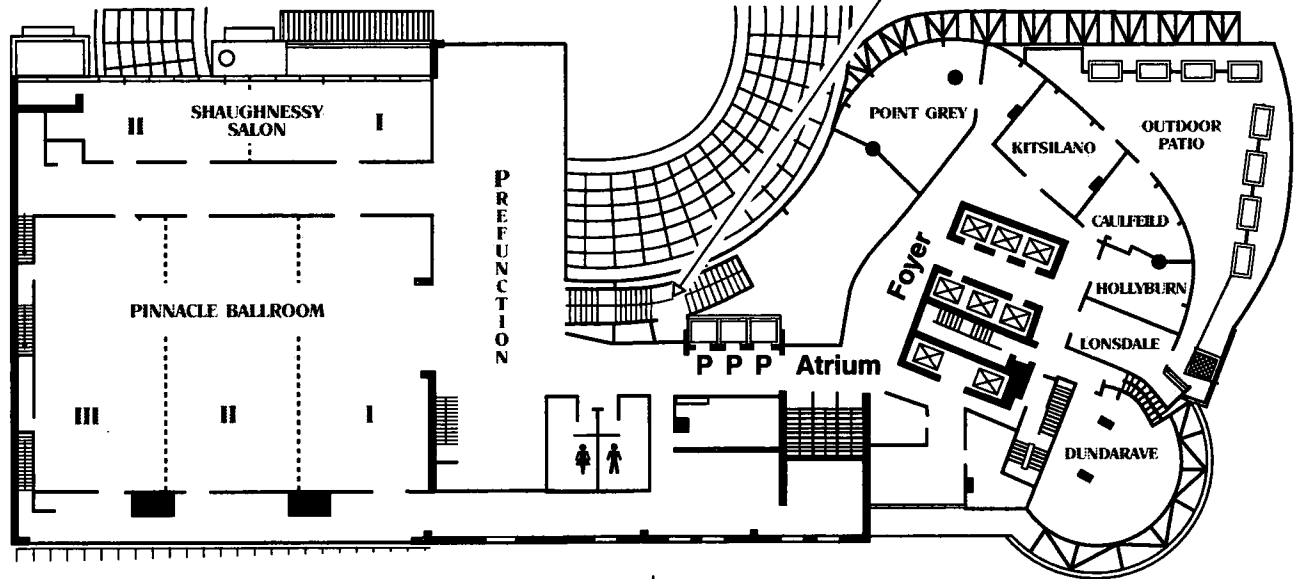 SHAUGHNESSY
SALON
II
I
POINT GREY
KITSILANO
OUTDOOR
PATIO
PREFUNCTION
CAULFEILD
Foyer
HOLLYBURN
PINNACLE BALLROOM
LONSDALE
P P P Atrium
III
II
I
DUNDARAVE